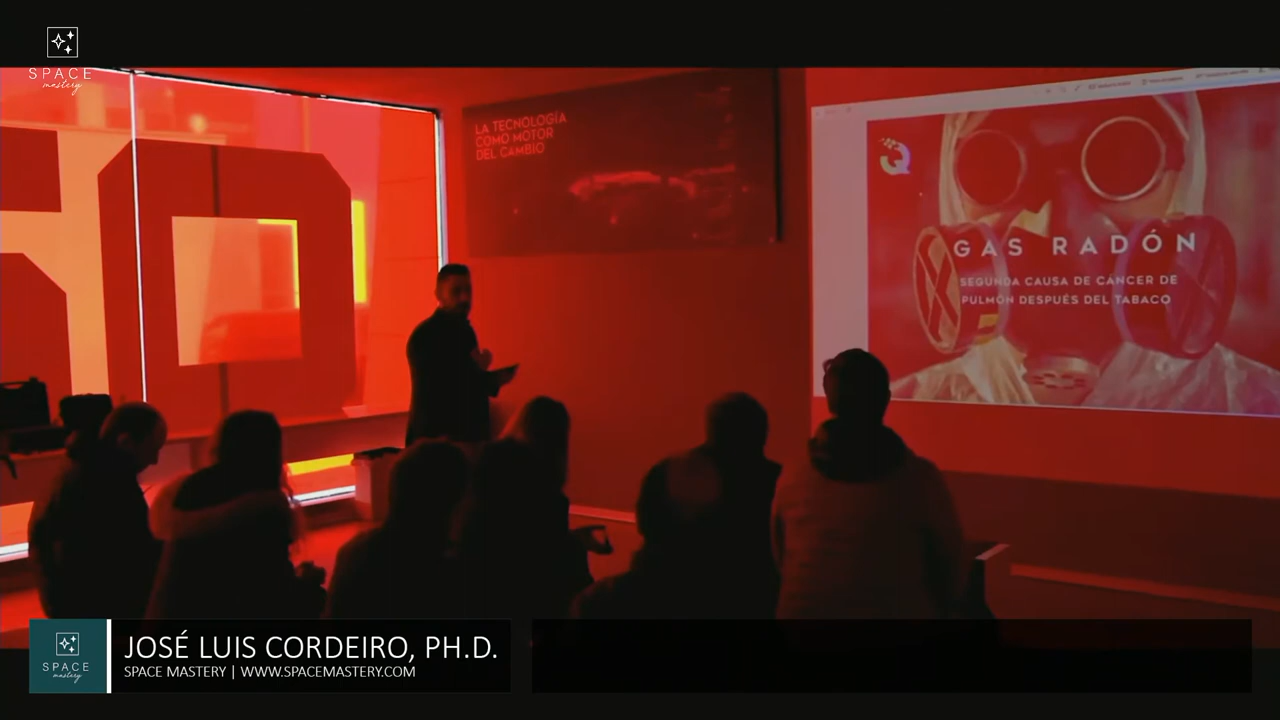 SPACE
mastery
LA TECNOLOGÍA
COMO MOTOR
DEL CAMBIO
GAS RADÓN
SEGUNDA CAUSA DE CÁNCER DE
PULMÓN DESPUÉS DEL TABACO
SPACE
mastery
JOSÉ LUIS CORDEIRO, PH.D.
SPACE MASTERY | WWW.SPACEMASTERY.COM